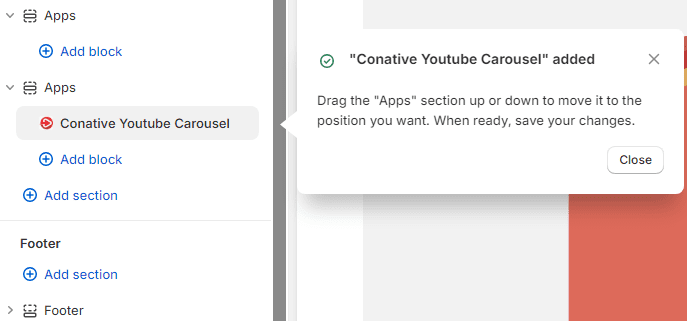 Apps
Add block
Apps
Conative Youtube Carousel
Add block
Add section
Footer
Add section
Footer
"Conative Youtube Carousel" added
Drag the "Apps" section up or down to move it to the
position you want. When ready, save your changes.
Close